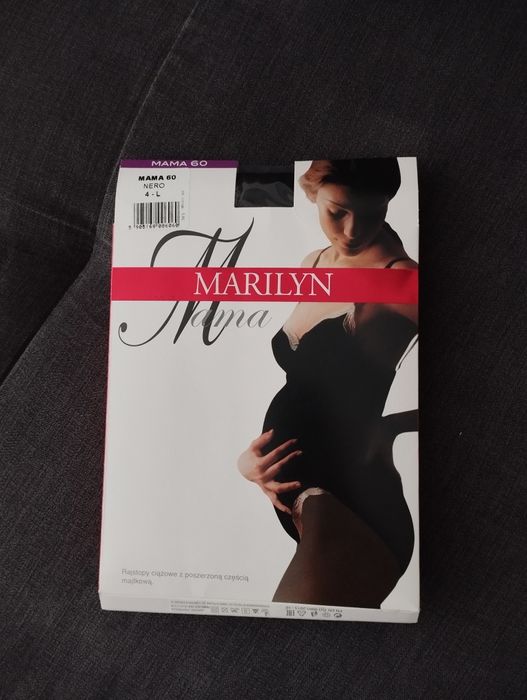 MAMA 60
MAMA 60
NERO
4 - L
MARILYN
Mama
Rajstopy ciążowe z poszerzoną częścią
majtkową.